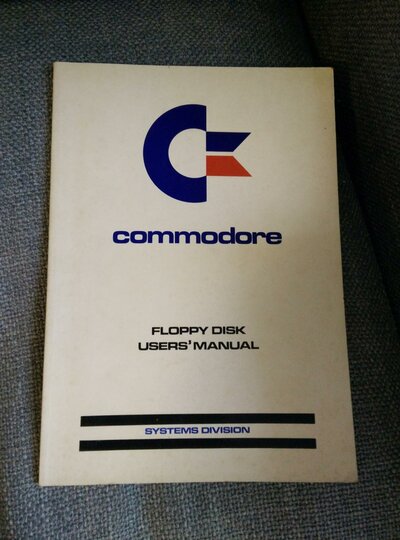 commodore
FLOPPY DISK
USERS' MANUAL
SYSTEMS DIVISION